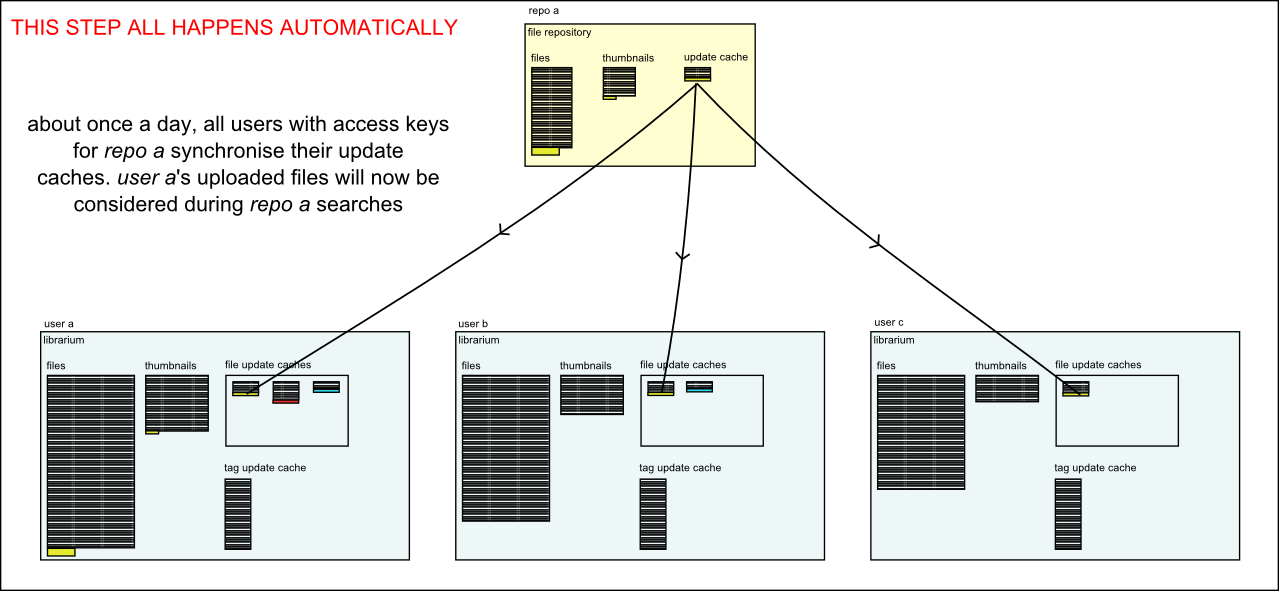 THIS STEP ALL HAPPENS AUTOMATICALLY
repo a
file repository
files
thumbnails
update cache
about once a day, all users with access keys
for repo a synchronise their update
caches. user a's uploaded files will now be
considered during repo a searches
user a
librarium
files
thumbnails
file update caches
tag update cache
user b
librarium
files
thumbnails
file update caches
tag update cache
user c
librarium
files
thumbnails
file update caches
tag update cache